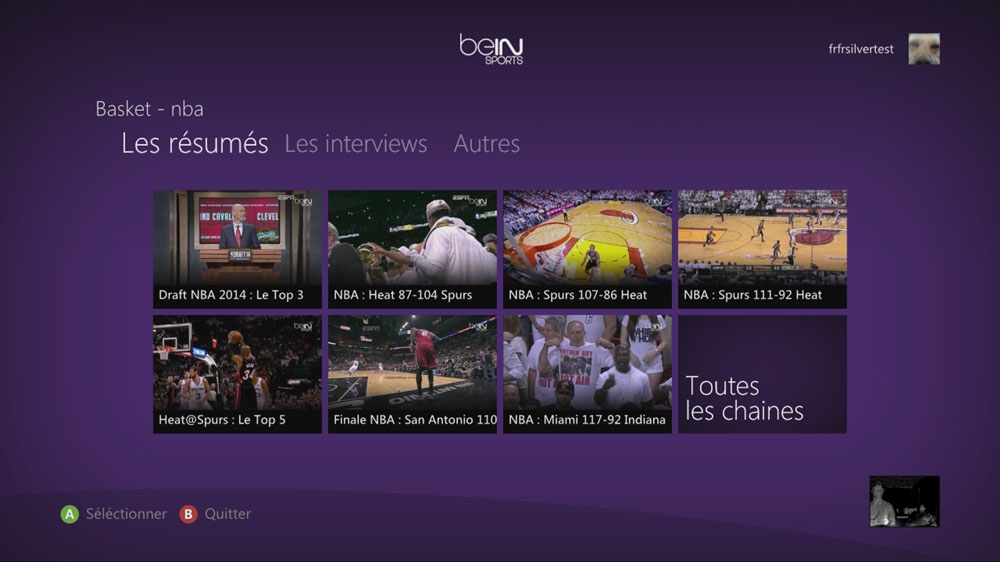 beIN
SPORTS
frfrsilvertest
Basket - nba
Les résumés Les interviews Autres
Draft NBA 2014 : Le Top 3
NBA : Heat 87-104 Spurs
NBA : Spurs 107-86 Heat
NBA : Spurs 111-92 Heat
Heat@Spurs : Le Top 5
Finale NBA : San Antonio 110
NBA : Miami 117-92 Indiana
Toutes
les chaines
A Séléctionner B Quitter